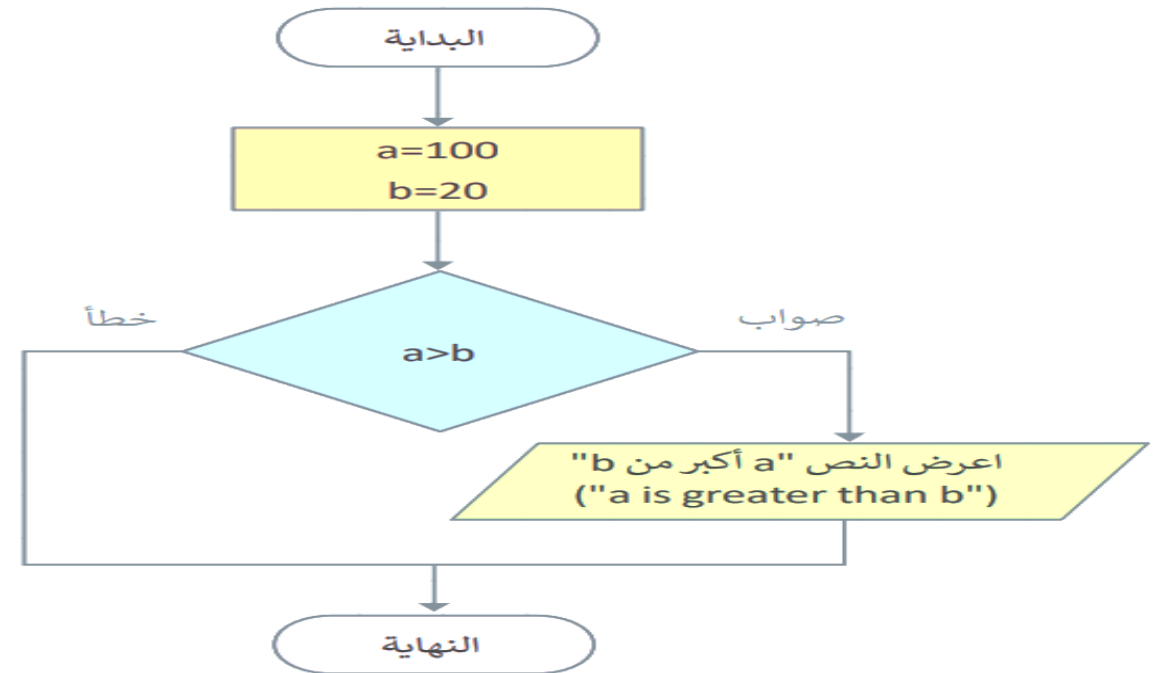 البداية
a=100
b=20
a>b
صواب
خطأ
اعرض النص "a أكبر من b"
("a is greater than b")
النهاية